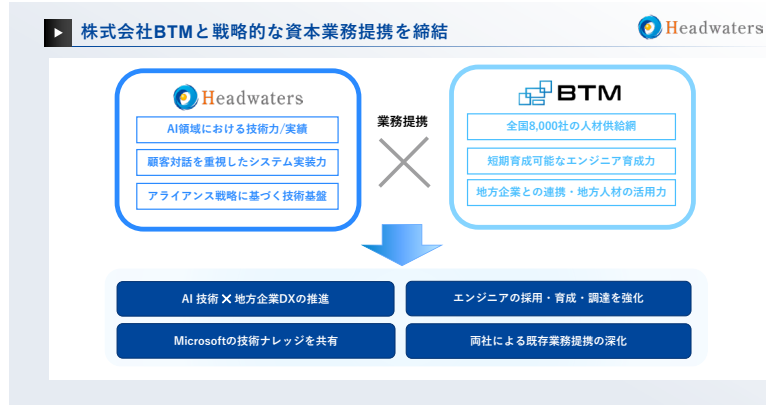 株式会社BTMと戦略的な資本業務提携を締結
Headwaters
Headwaters
AI領域における技術力/実績
顧客対話を重視したシステム実装力
アライアンス戦略に基づく技術基盤
業務提携
BTM
全国8,000社の人材供給網
短期育成可能なエンジニア育成力
地方企業との連携・地方人材の活用力
AI 技術 ✕ 地方企業DXの推進
エンジニアの採用・育成・調達を強化
Microsoftの技術ナレッジを共有
両社による既存業務提携の深化